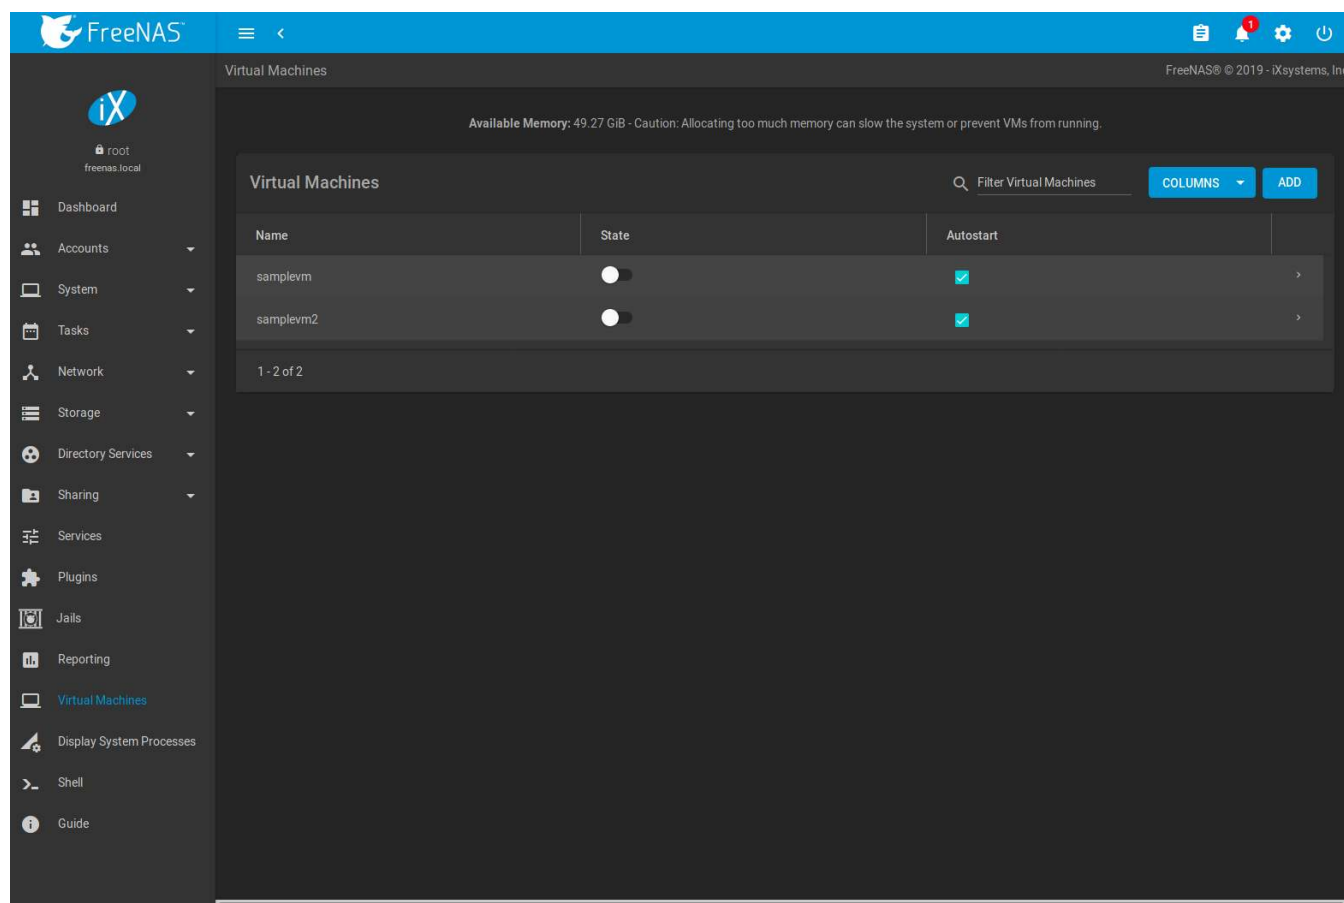 FreeNAS™
1
Virtual Machines
FreeNAS® © 2019 - iXsystems, Inc
iX
root
freenas.local
Available Memory: 49.27 GiB - Caution: Allocating too much memory can slow the system or prevent VMs from running.
Virtual Machines
Filter Virtual Machines
COLUMNS
ADD
Name State Autostart
samplevm
samplevm2
1 - 2 of 2
Dashboard
Accounts
System
Tasks
Network
Storage
Directory Services
Sharing
Services
Plugins
Jails
Reporting
Virtual Machines
Display System Processes
Shell
Guide